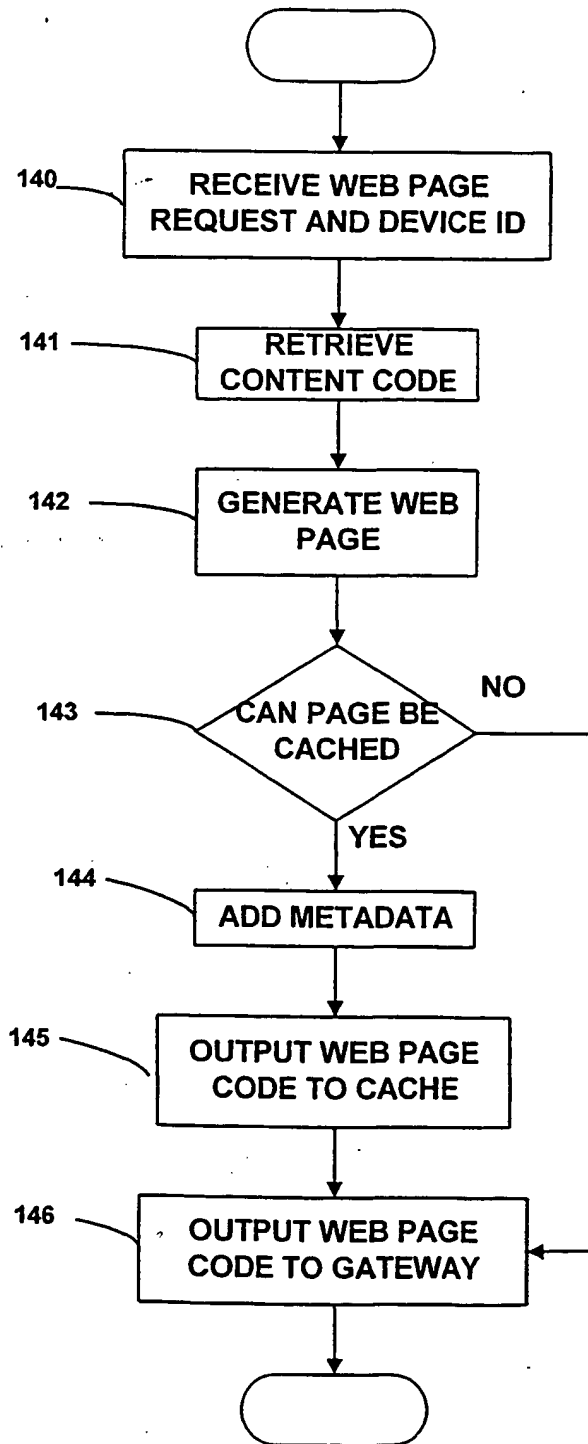 140
RECEIVE WEB PAGE
REQUEST AND DEVICE ID
141
RETRIEVE
CONTENT CODE
142
GENERATE WEB
PAGE
143
CAN PAGE BE
CACHED
NO
YES
144
ADD METADATA
145
OUTPUT WEB PAGE
CODE TO CACHE
146
OUTPUT WEB PAGE
CODE TO GATEWAY